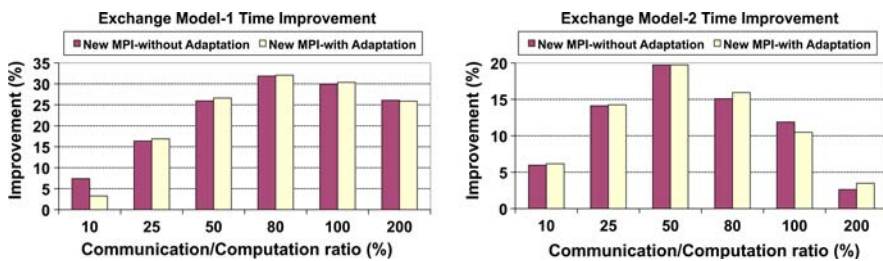 Exchange Model-1 Time Improvement
New MPI-without Adaptation
New MPI-with Adaptation
Improvement (%)
35
30
25
20
15
10
5
0
10 25 50 80 100 200
Communication/Computation ratio (%)
Exchange Model-2 Time Improvement
New MPI-without Adaptation
New MPI-with Adaptation
Improvement (%)
20
15
10
5
0
10 25 50 80 100 200
Communication/Computation ratio (%)